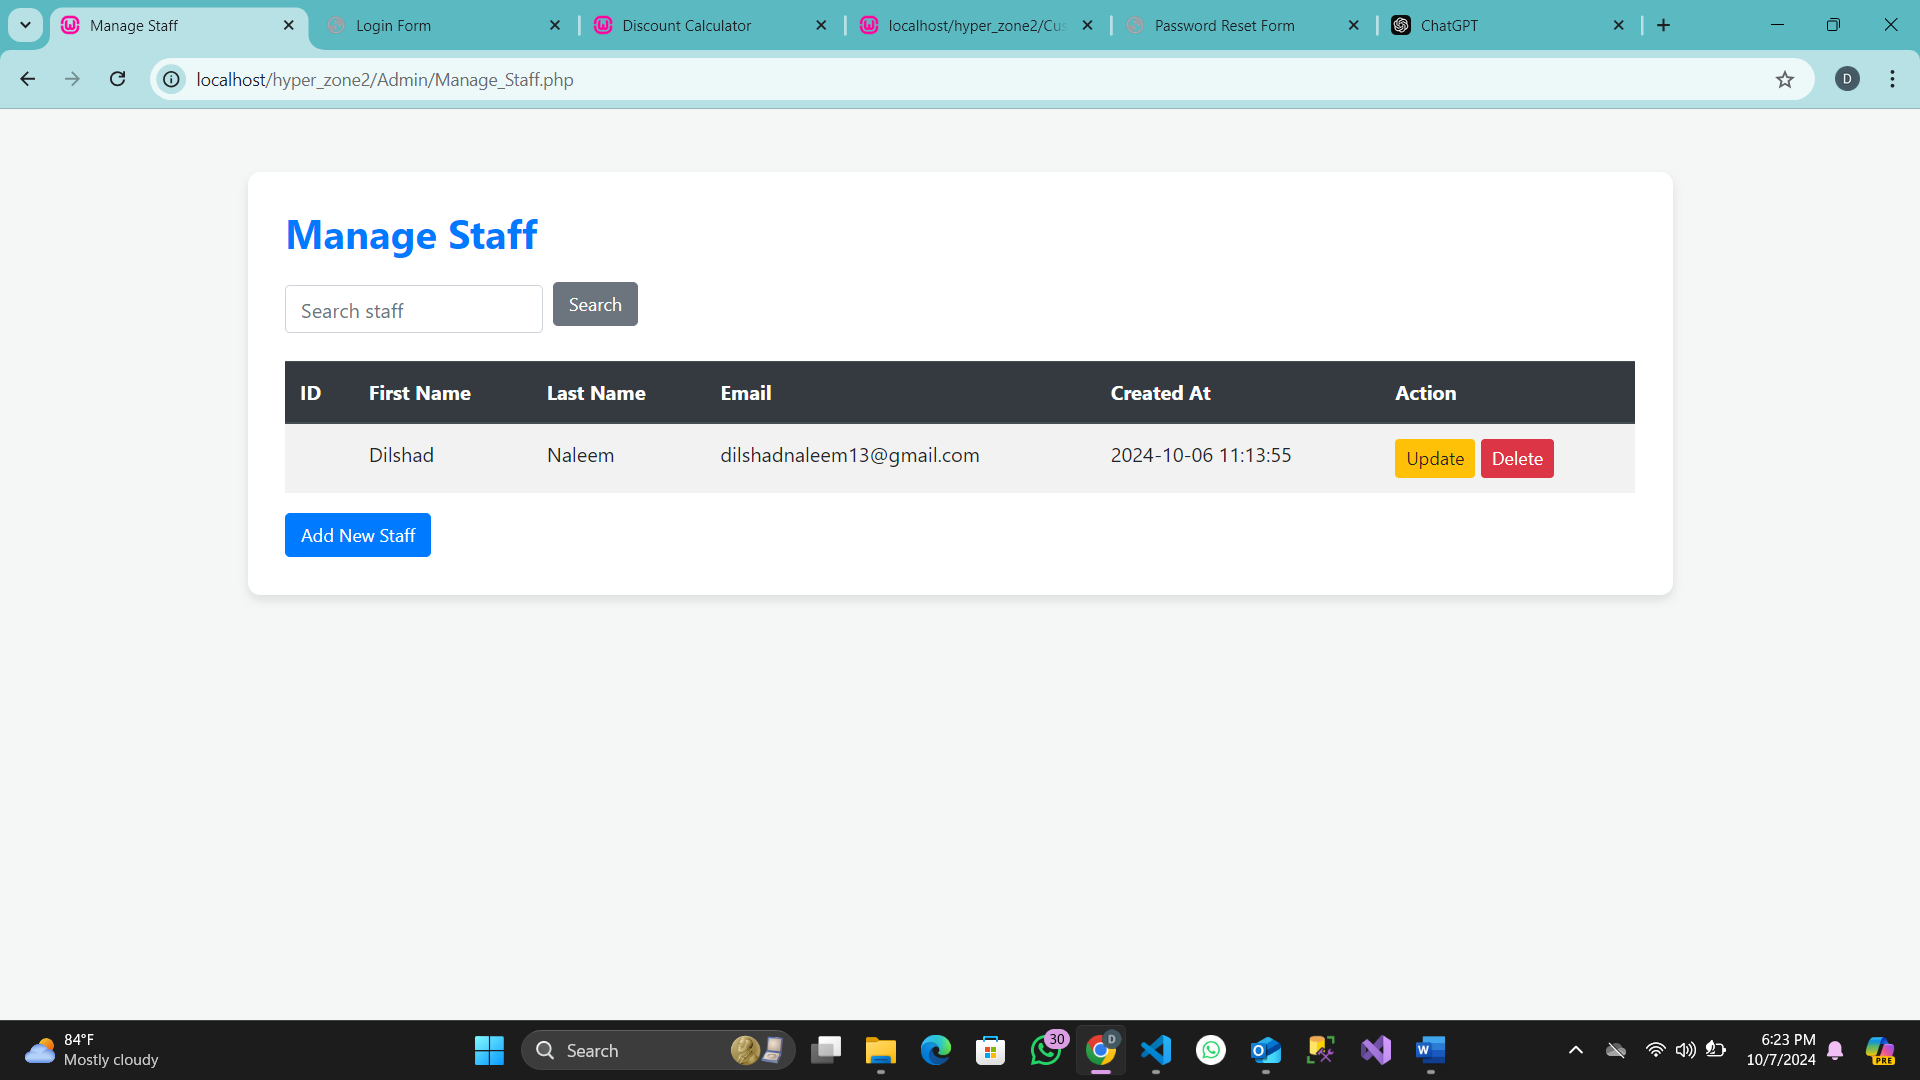 Manage Staff
Login Form
Discount Calculator
localhost/hyper_zone2/Cus
Password Reset Form
ChatGPT
localhost/hyper_zone2/Admin/Manage_Staff.php
D
Manage Staff
Search staff
Search
ID First Name Last Name Email Created At Action
Dilshad Naleem dilshadnaleem13@gmail.com 2024-10-06 11:13:55 Update Delete
Add New Staff
84°F
Mostly cloudy
Search
30
D
6:23 PM
10/7/2024
PRE